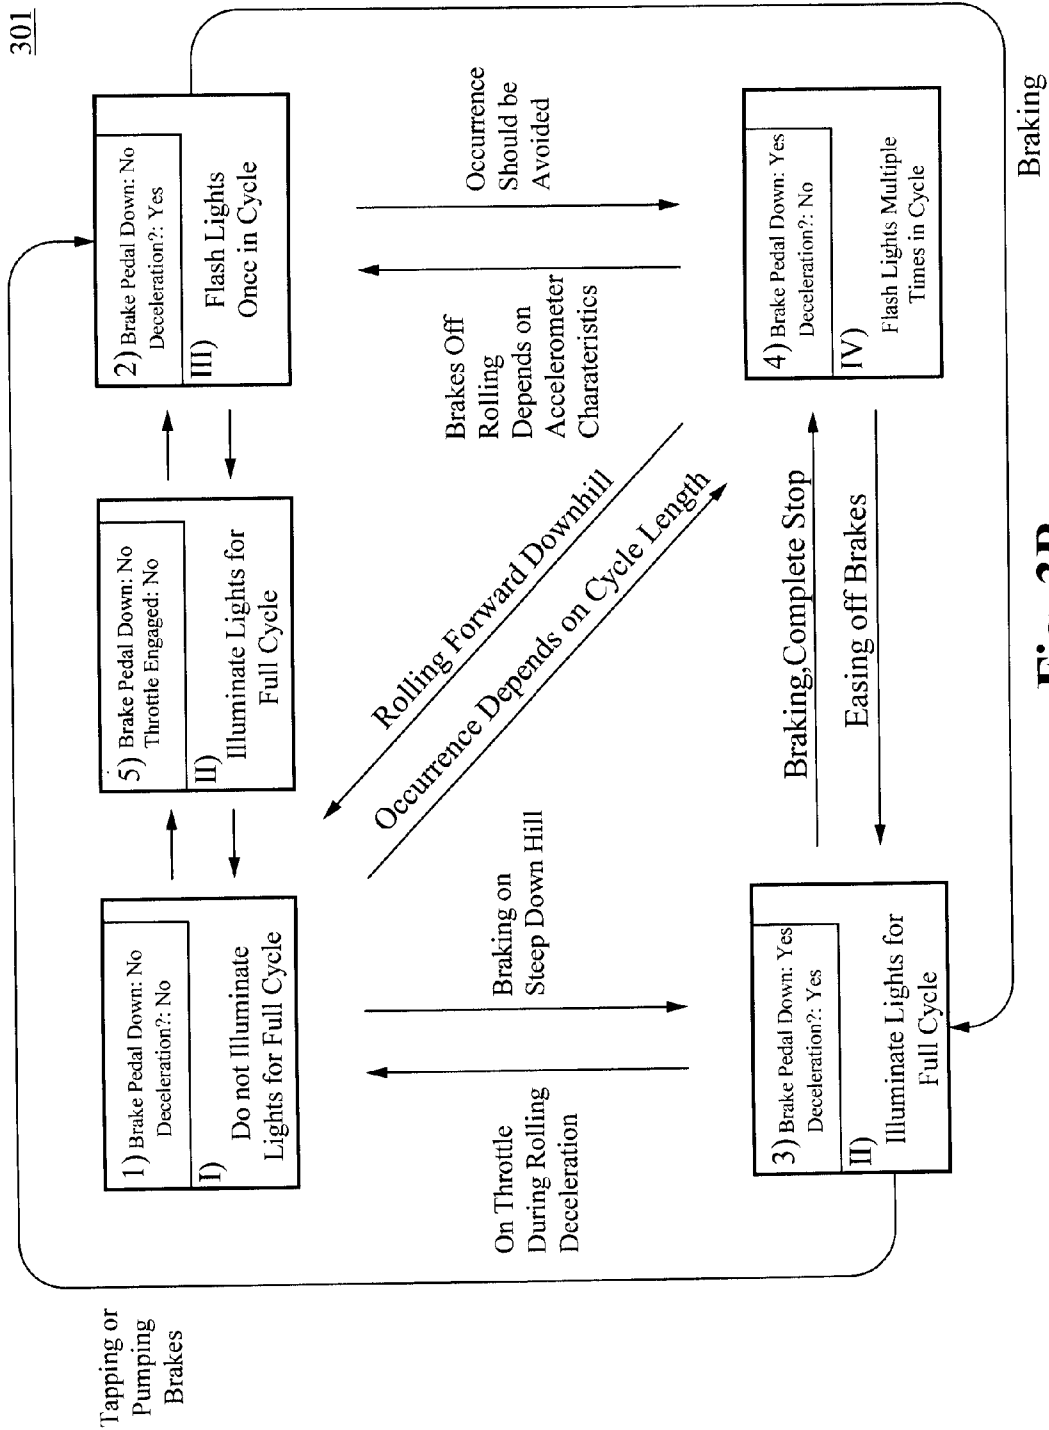 301
Tapping or
Pumping
Brakes
1) Brake Pedal Down: No
Deceleration?: No
I)
Do not Illuminate
Lights for Full Cycle
5) Brake Pedal Down: No
Throttle Engaged: No
II)
Illuminate Lights for
Full Cycle
2) Brake Pedal Down: No
Deceleration?: Yes
III)
Flash Lights
Once in Cycle
On Throttle
During Rolling
Deceleration
Braking on
Steep Down Hill
Rolling Forward Downhill
Occurrence Depends on Cycle Length
Brakes Off
Rolling
Depends on
Accelerometer
Charateristics
Occurrence
Should be
Avoided
3) Brake Pedal Down: Yes
Deceleration?: Yes
II)
Illuminate Lights for
Full Cycle
Braking,Complete Stop
Easing off Brakes
4) Brake Pedal Down: Yes
Deceleration?: No
IV)
Flash Lights Multiple
Times in Cycle
Braking